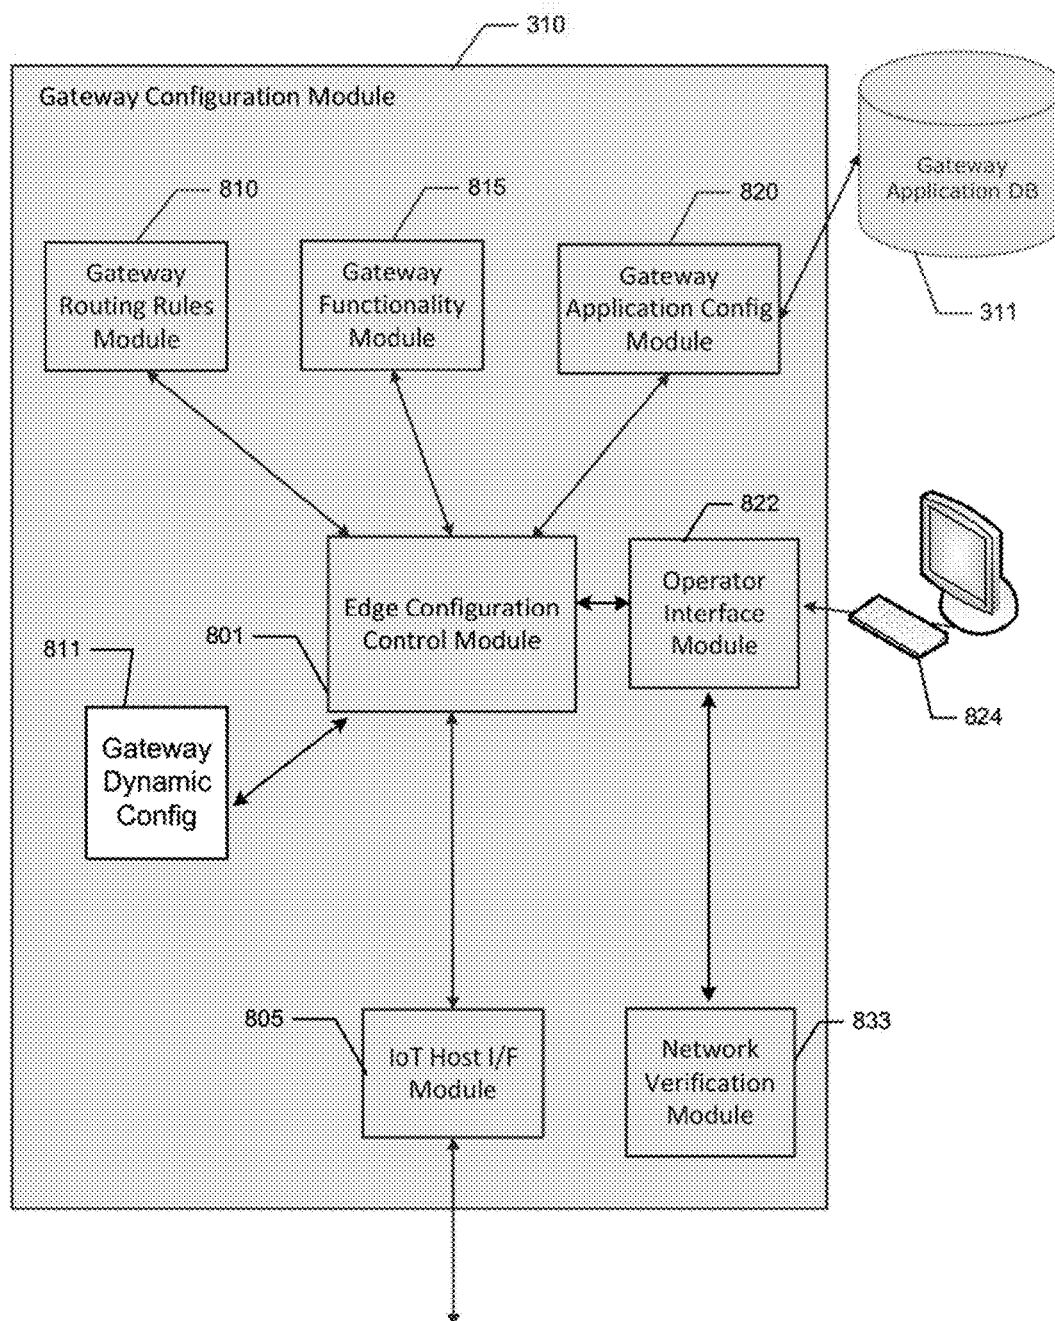 310
Gateway Configuration Module
Gateway
Application DB
311
810
815
820
Gateway
Routing Rules
Module
Gateway
Functionality
Module
Gateway
Application Config
Module
822
Edge Configuration
Control Module
801
Operator
Interface
Module
824
811
Gateway
Dynamic
Config
805
IoT Host I/F
Module
833
Network
Verification
Module